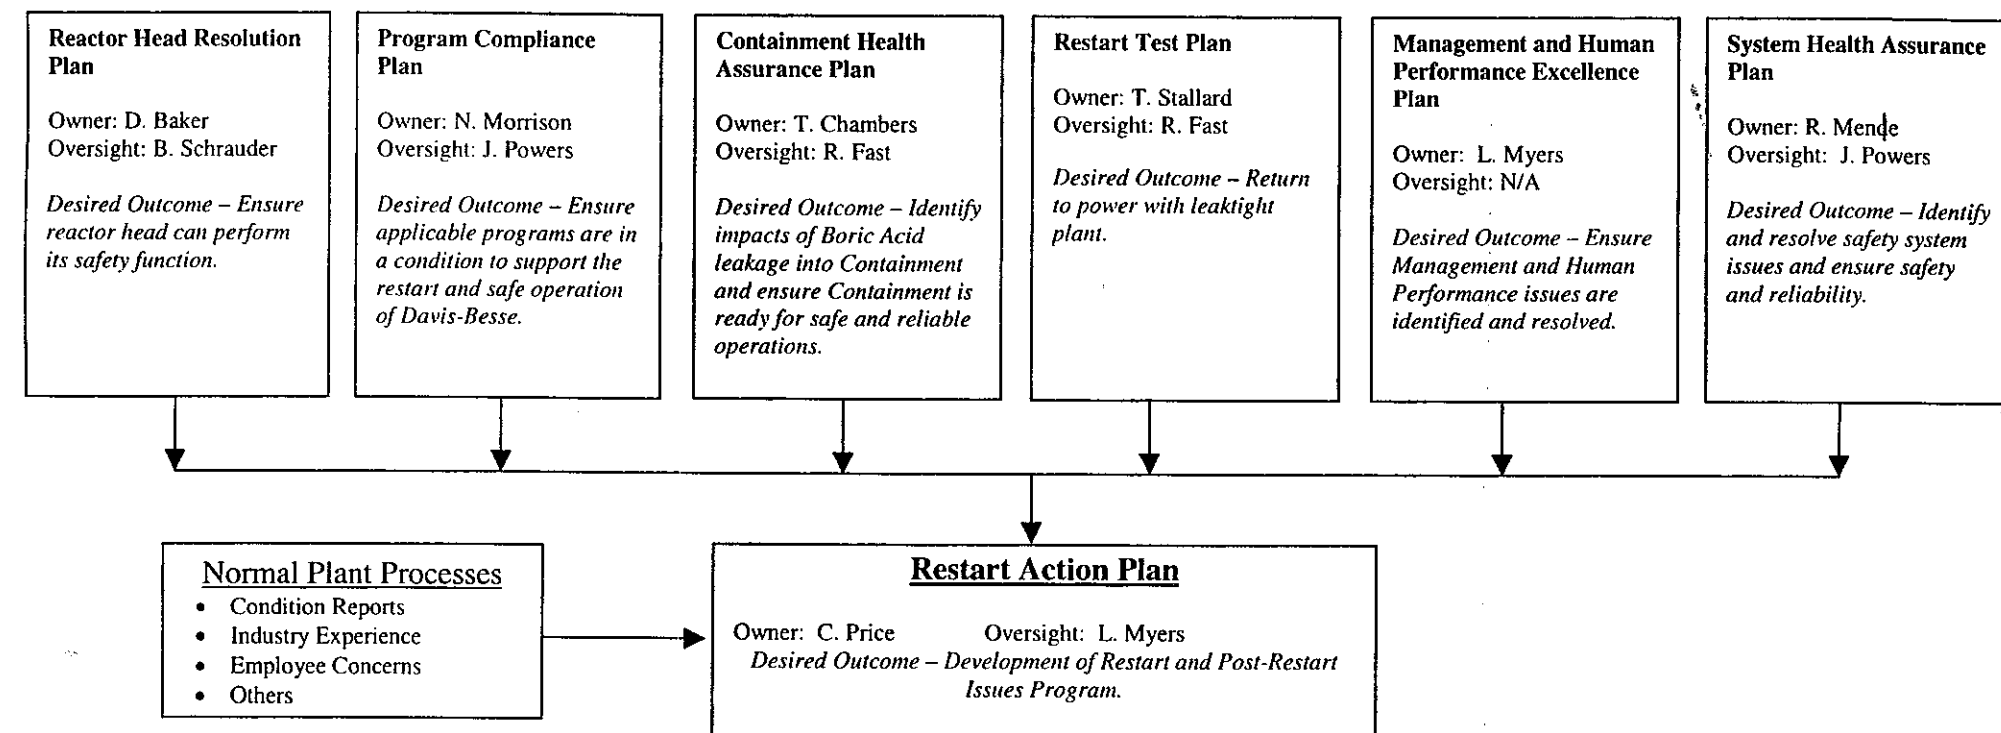 Reactor Head Resolution
Plan
Owner: D. Baker
Oversight: B. Schrauder
Desired Outcome – Ensure
reactor head can perform
its safety function.
Program Compliance
Plan
Owner: N. Morrison
Oversight: J. Powers
Desired Outcome – Ensure
applicable programs are in
a condition to support the
restart and safe operation
of Davis-Besse.
Containment Health
Assurance Plan
Owner: T. Chambers
Oversight: R. Fast
Desired Outcome – Identify
impacts of Boric Acid
leakage into Containment
and ensure Containment is
ready for safe and reliable
operations.
Restart Test Plan
Owner: T. Stallard
Oversight: R. Fast
Desired Outcome – Return
to power with leaktight
plant.
Management and Human
Performance Excellence
Plan
Owner: L. Myers
Oversight: N/A
Desired Outcome – Ensure
Management and Human
Performance issues are
identified and resolved.
System Health Assurance
Plan
Owner: R. Mende
Oversight: J. Powers
Desired Outcome – Identify
and resolve safety system
issues and ensure safety
and reliability.
Normal Plant Processes
• Condition Reports
• Industry Experience
• Employee Concerns
• Others
Restart Action Plan
Owner: C. Price Oversight: L. Myers
Desired Outcome – Development of Restart and Post-Restart
Issues Program.